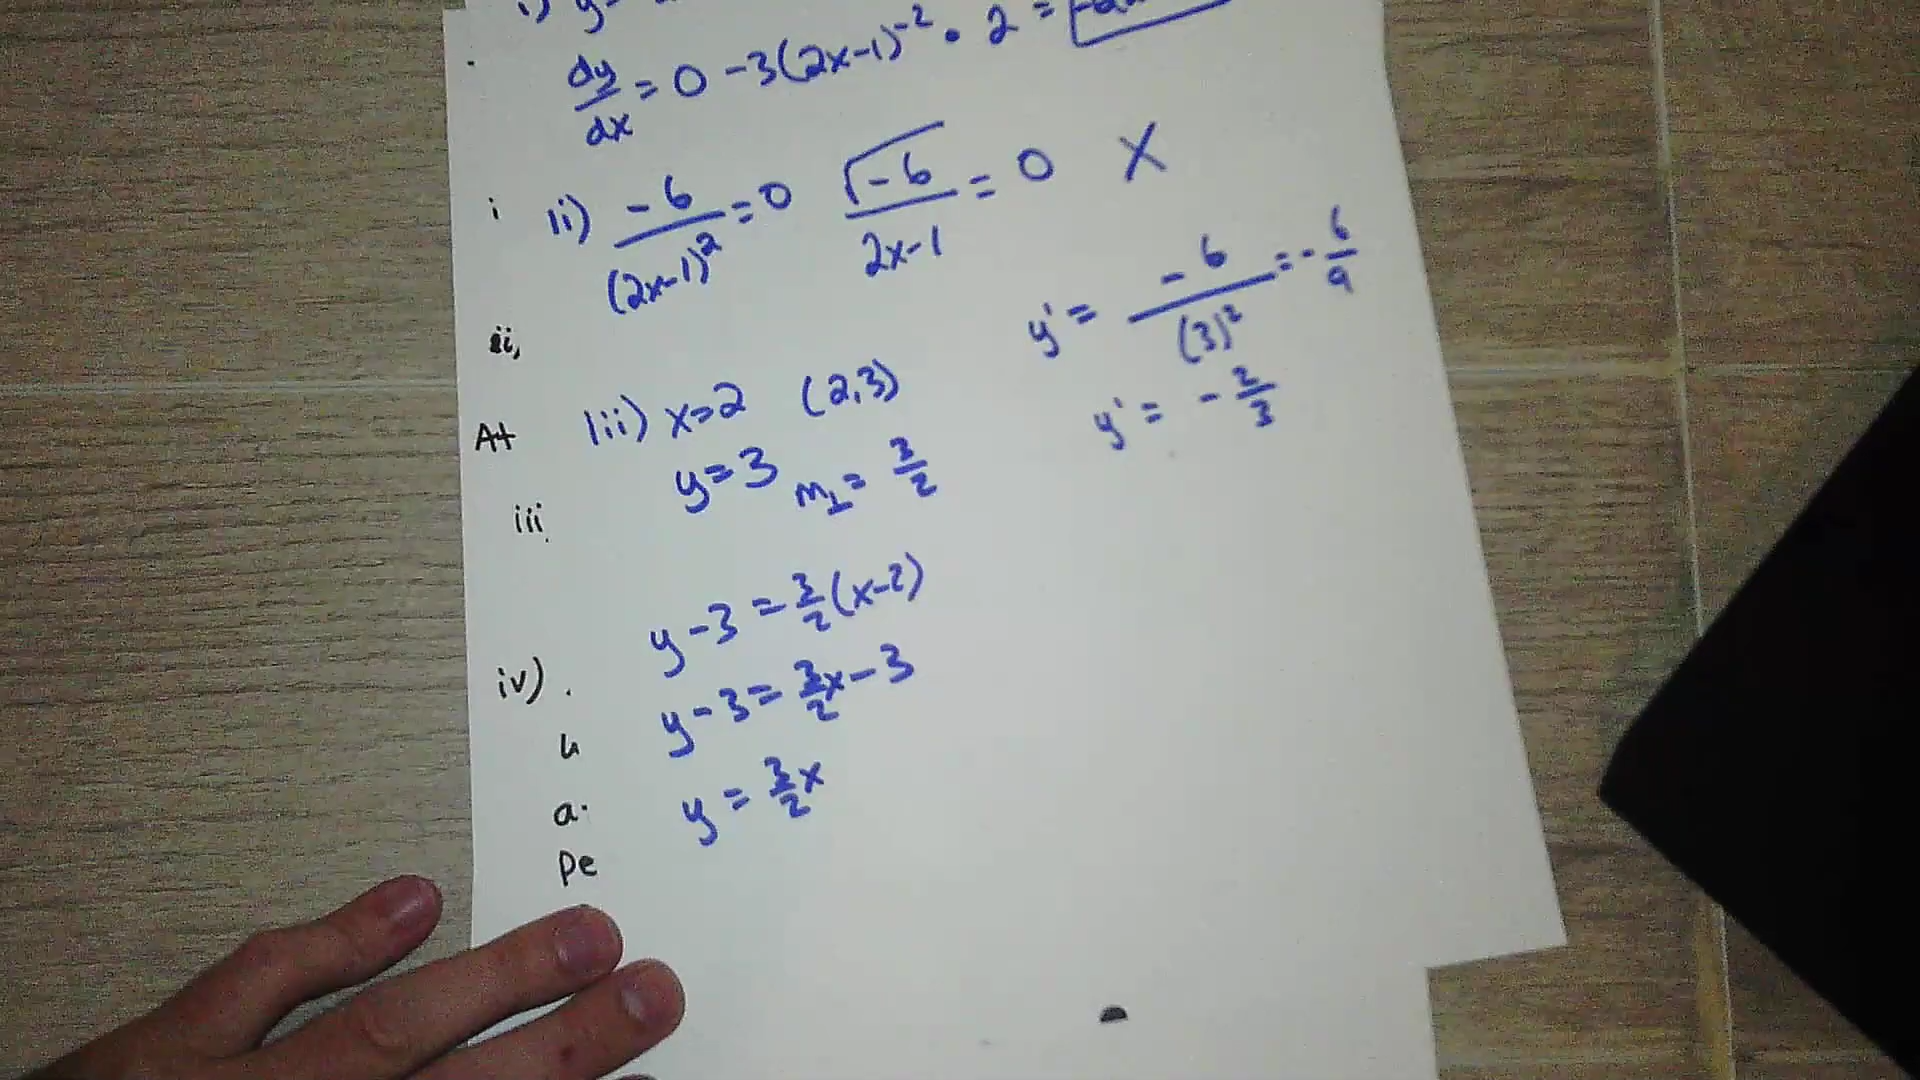 i) y=
dy/dx = 0 -3(2x-1)^-2 • 2 =
i
ii) -6/(2x-1)^2 = 0 √-6/2x-1 = 0 X
y' = -6/(3)^2 = -6/9
y' = -2/3
ii,
At
iii) x=2 (2,3)
y=3 m⊥= 3/2
iii
y-3 = 3/2(x-2)
iv)
y-3 = 3/2x-3
y = 3/2x
a.
Pe